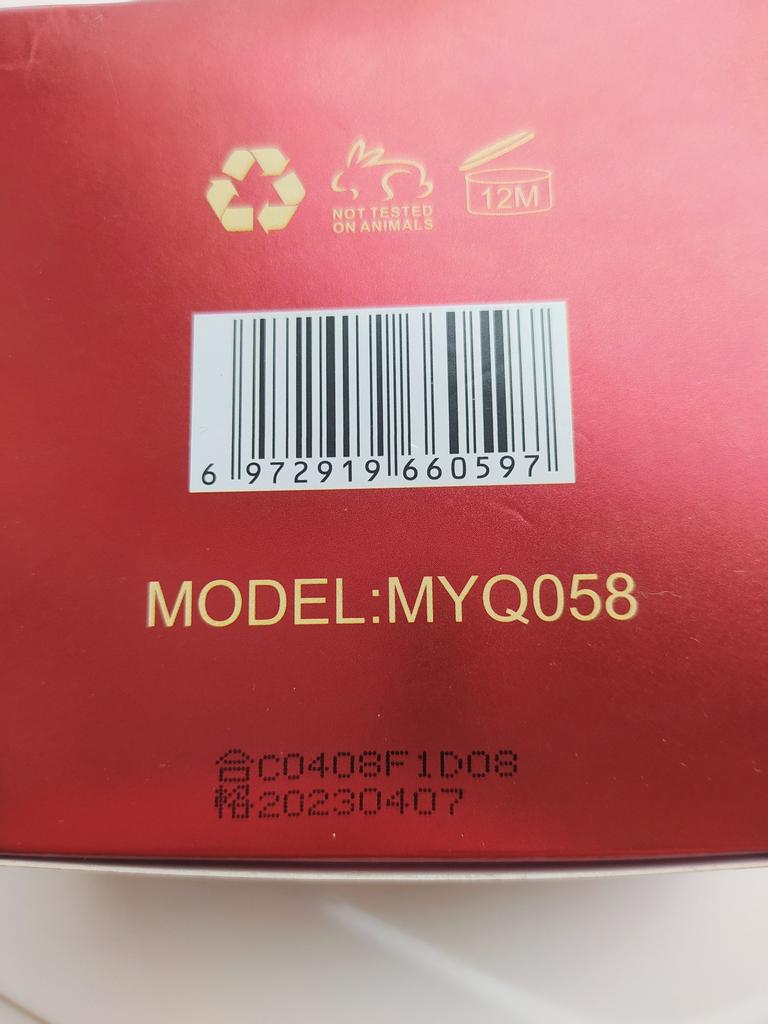 NOT TESTED
ON ANIMALS
12M
6 972919 660597
MODEL:MYQ058
合C0408F1D08
格20230407